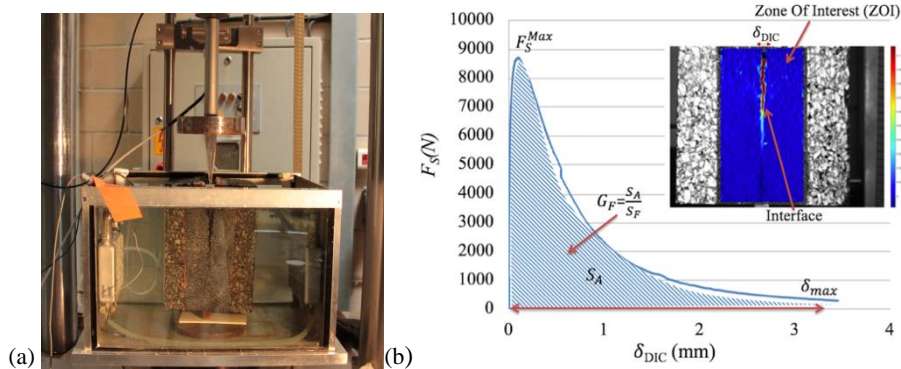 (a)
(b)
F_S(N)
10000
9000
8000
7000
6000
5000
4000
3000
2000
1000
0
0 1 2 3 4
δ_DIC (mm)
F_S^Max
G_F=S_A/S_F
S_A
δ_max
Zone Of Interest (ZOI)
δ_DIC
Interface